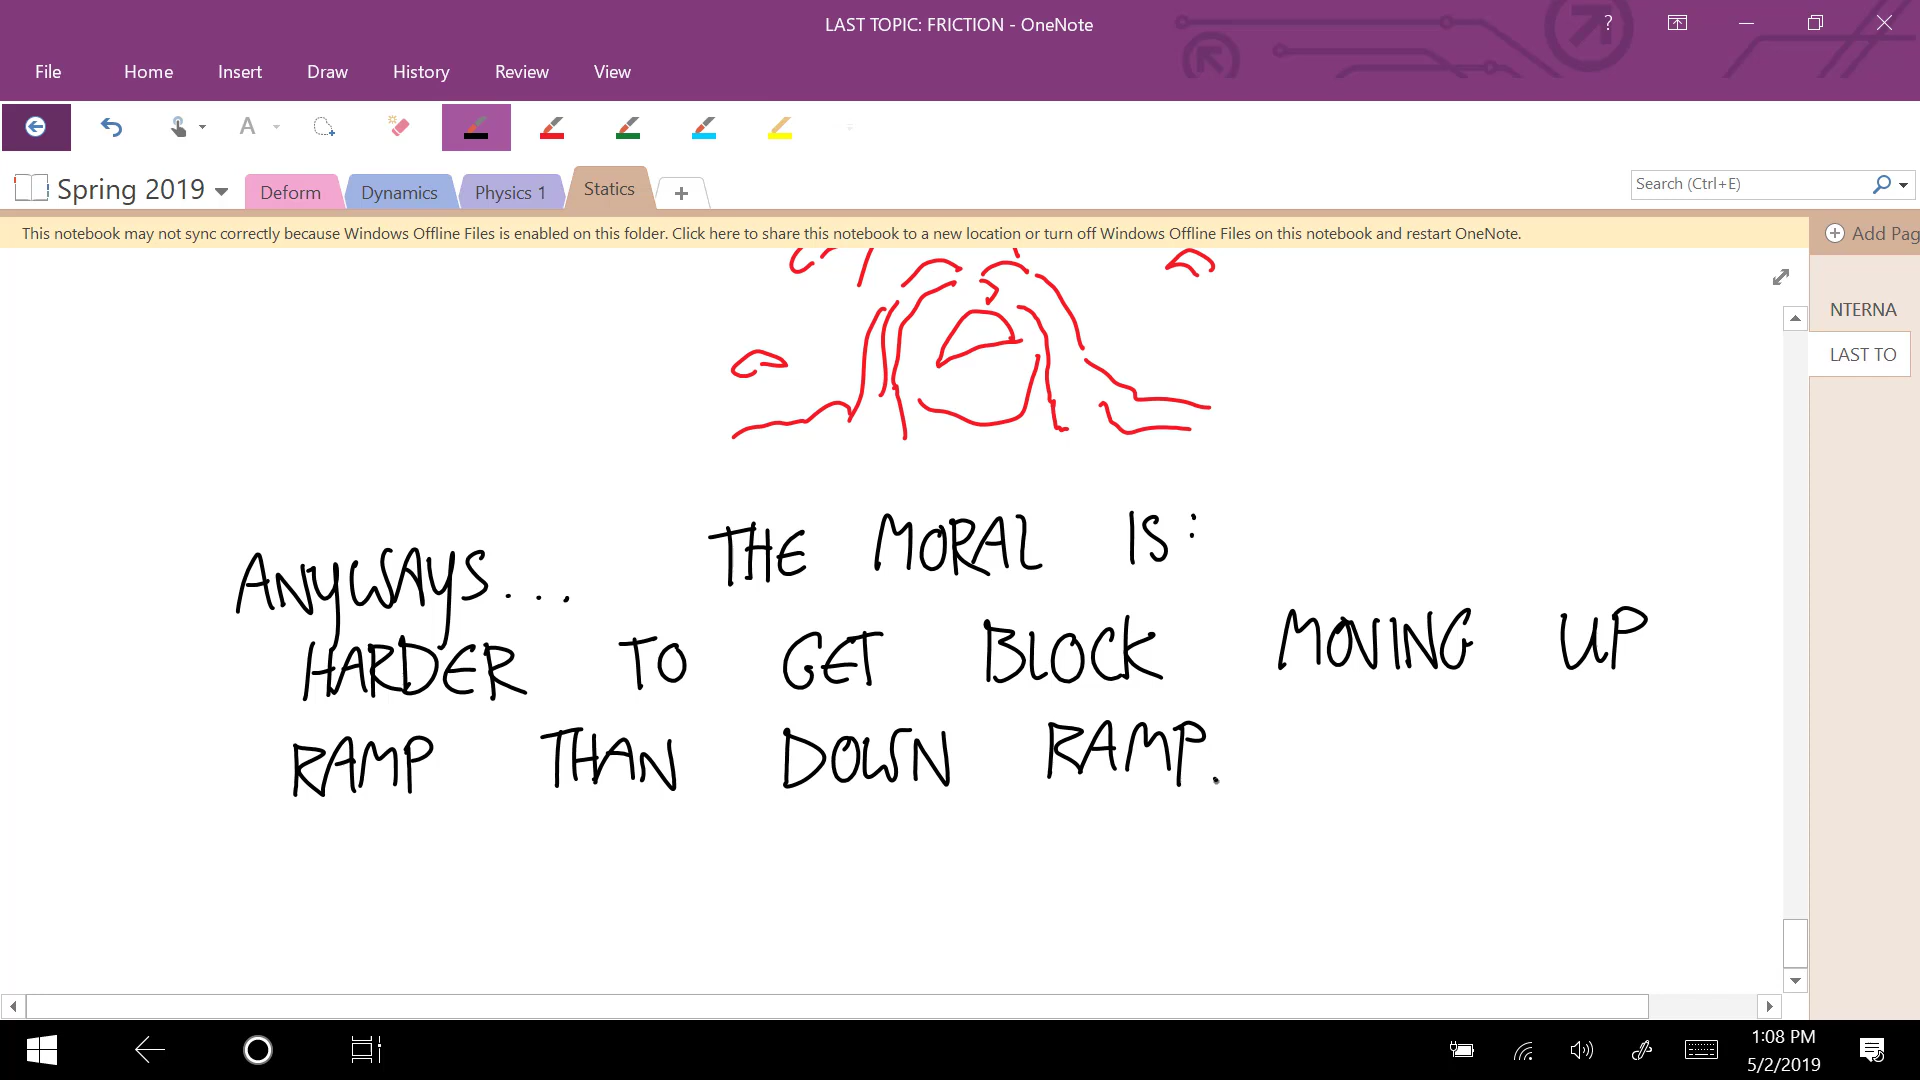 LAST TOPIC: FRICTION - OneNote
?
File Home Insert Draw History Review View
A
Spring 2019 Deform Dynamics Physics 1 Statics +
Search (Ctrl+E)
This notebook may not sync correctly because Windows Offline Files is enabled on this folder. Click here to share this notebook to a new location or turn off Windows Offline Files on this notebook and restart OneNote.
Add Pag
NTERNA
LAST TO
ANYWAYS... THE MORAL IS:
HARDER TO GET BLOCK MOVING UP
RAMP THAN DOWN RAMP.
1:08 PM
5/2/2019